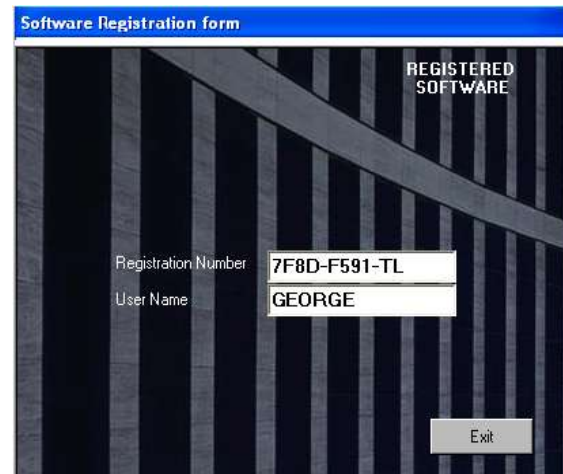 Software Registration form
REGISTERED
SOFTWARE
Registration Number 7F8D-F591-TL
User Name GEORGE
Exit